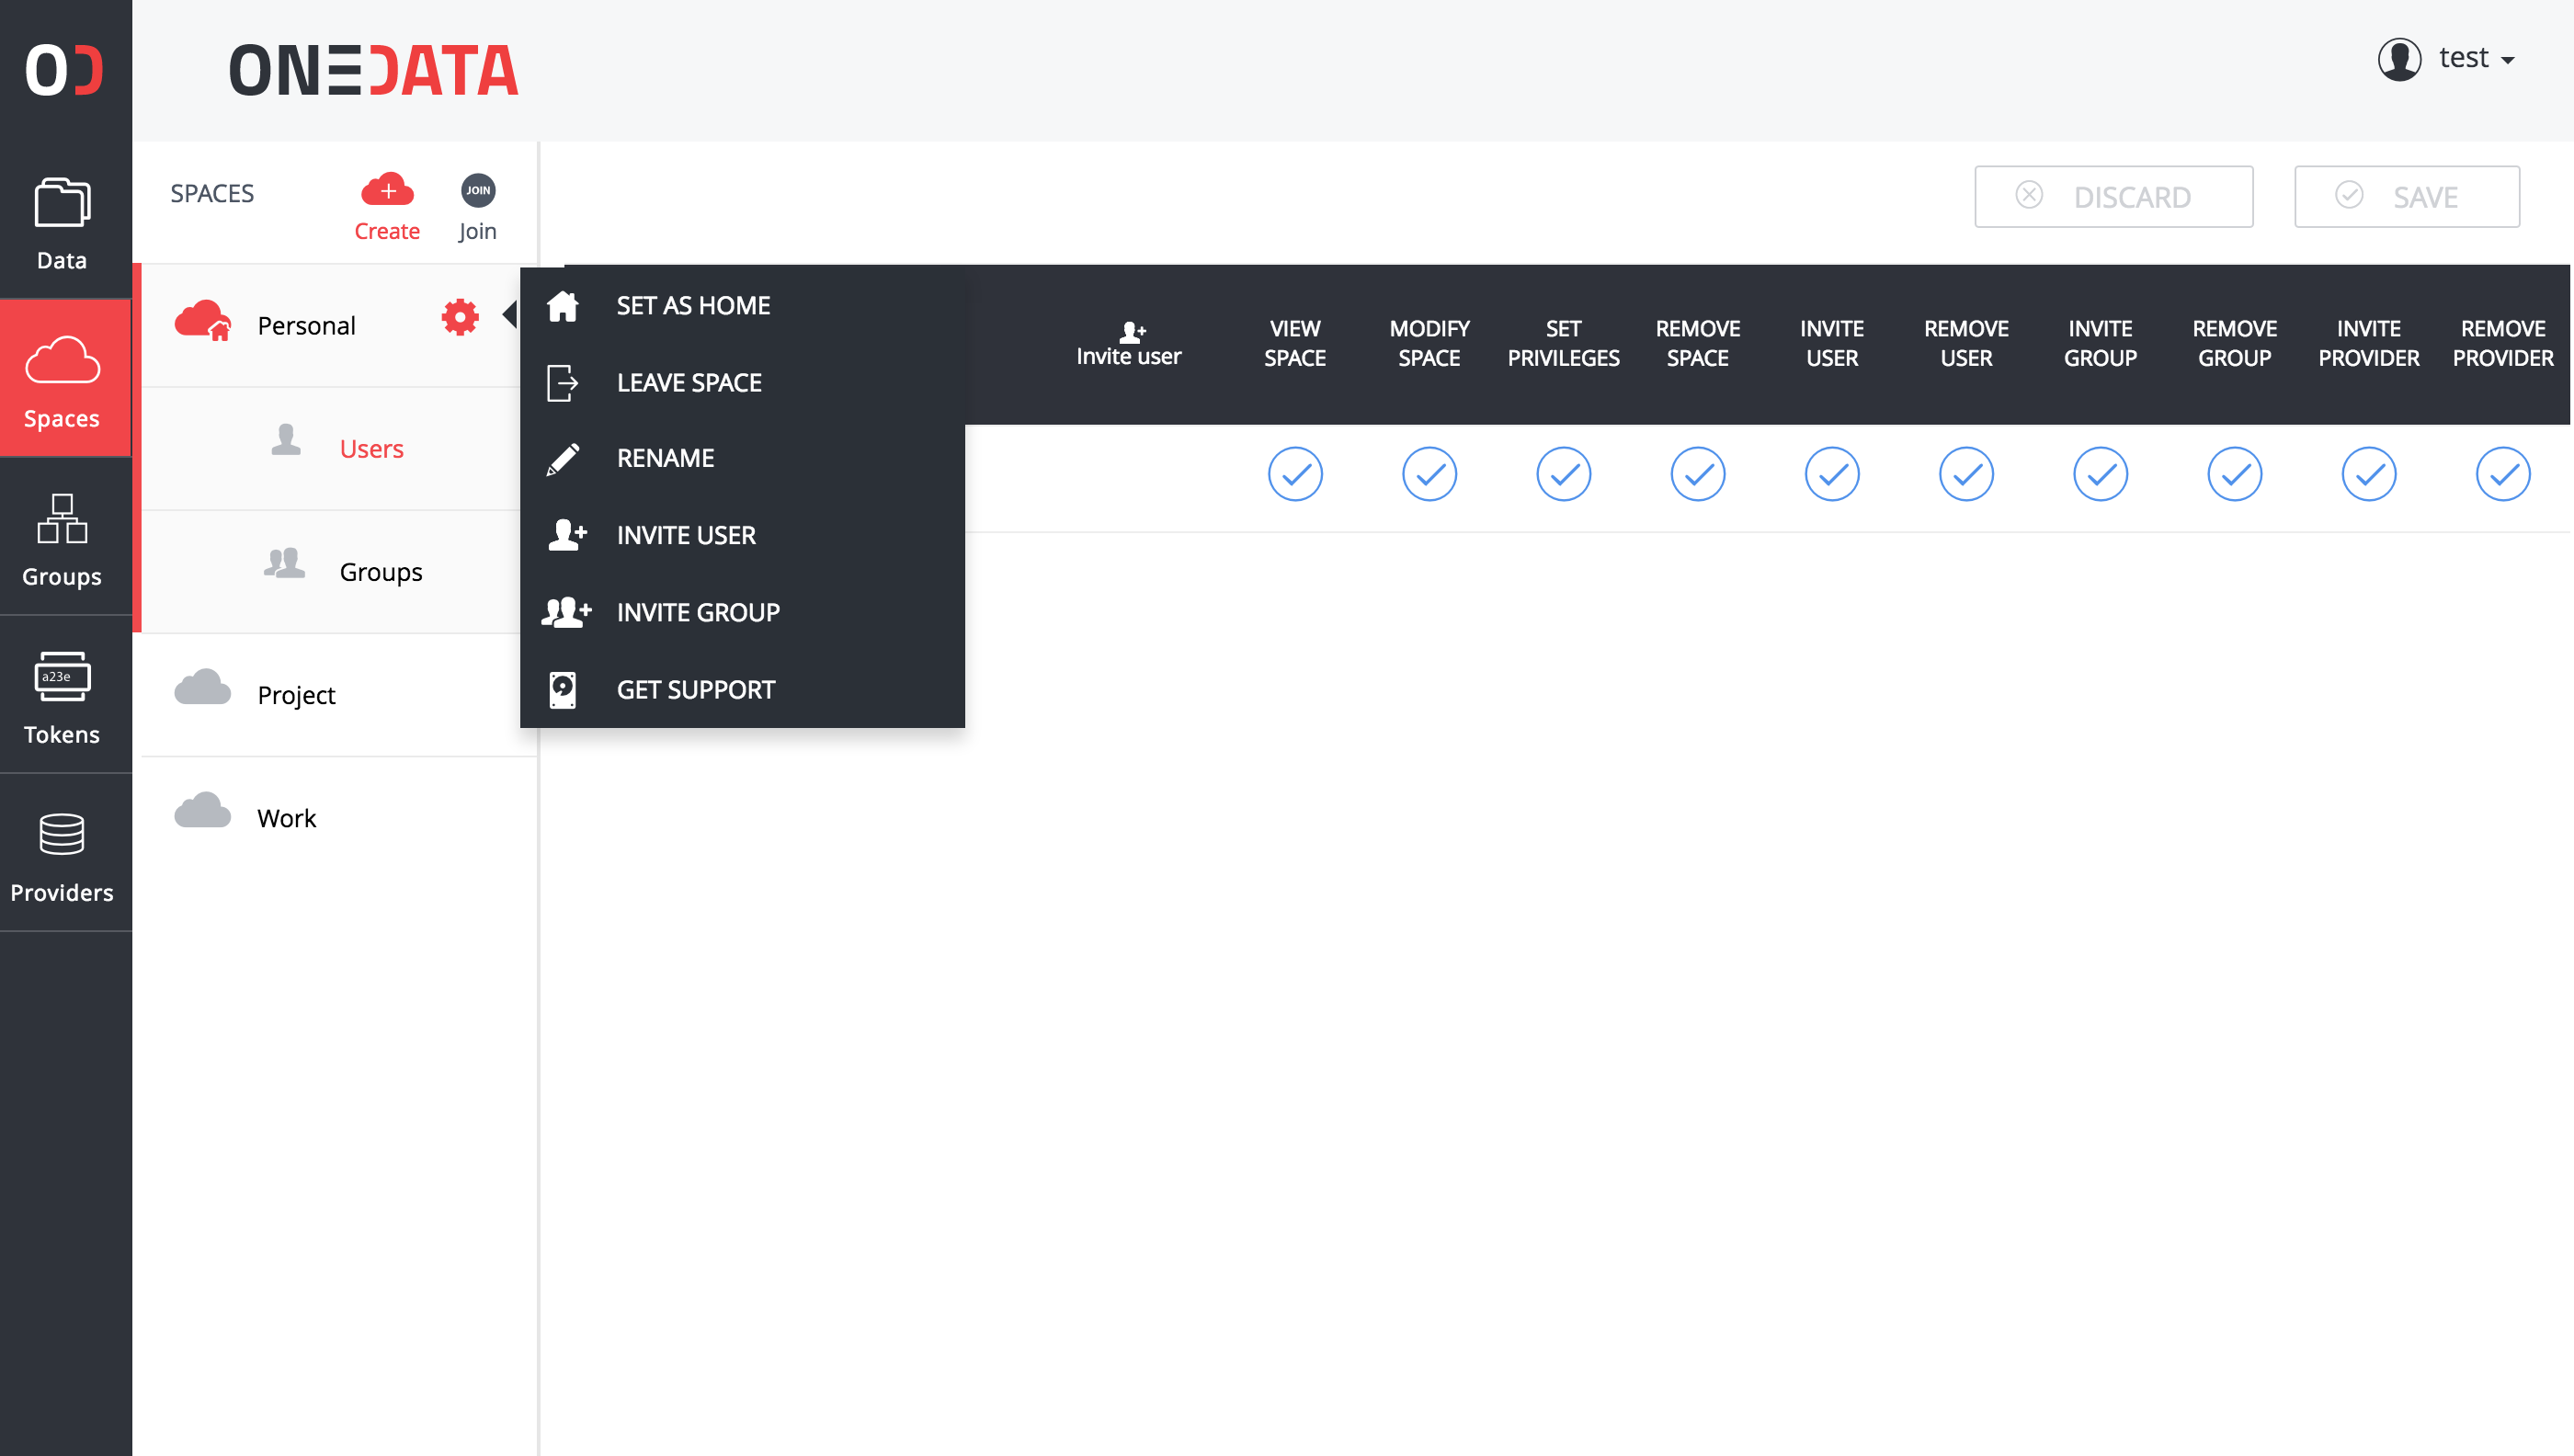 ONEDATA
test
Data
Spaces
Groups
a23e
Tokens
Providers
SPACES
Create
JOIN
Join
Personal
Users
Groups
Project
Work
SET AS HOME
LEAVE SPACE
RENAME
INVITE USER
INVITE GROUP
GET SUPPORT
DISCARD
SAVE
Invite user
VIEW SPACE
MODIFY SPACE
SET PRIVILEGES
REMOVE SPACE
INVITE USER
REMOVE USER
INVITE GROUP
REMOVE GROUP
INVITE PROVIDER
REMOVE PROVIDER